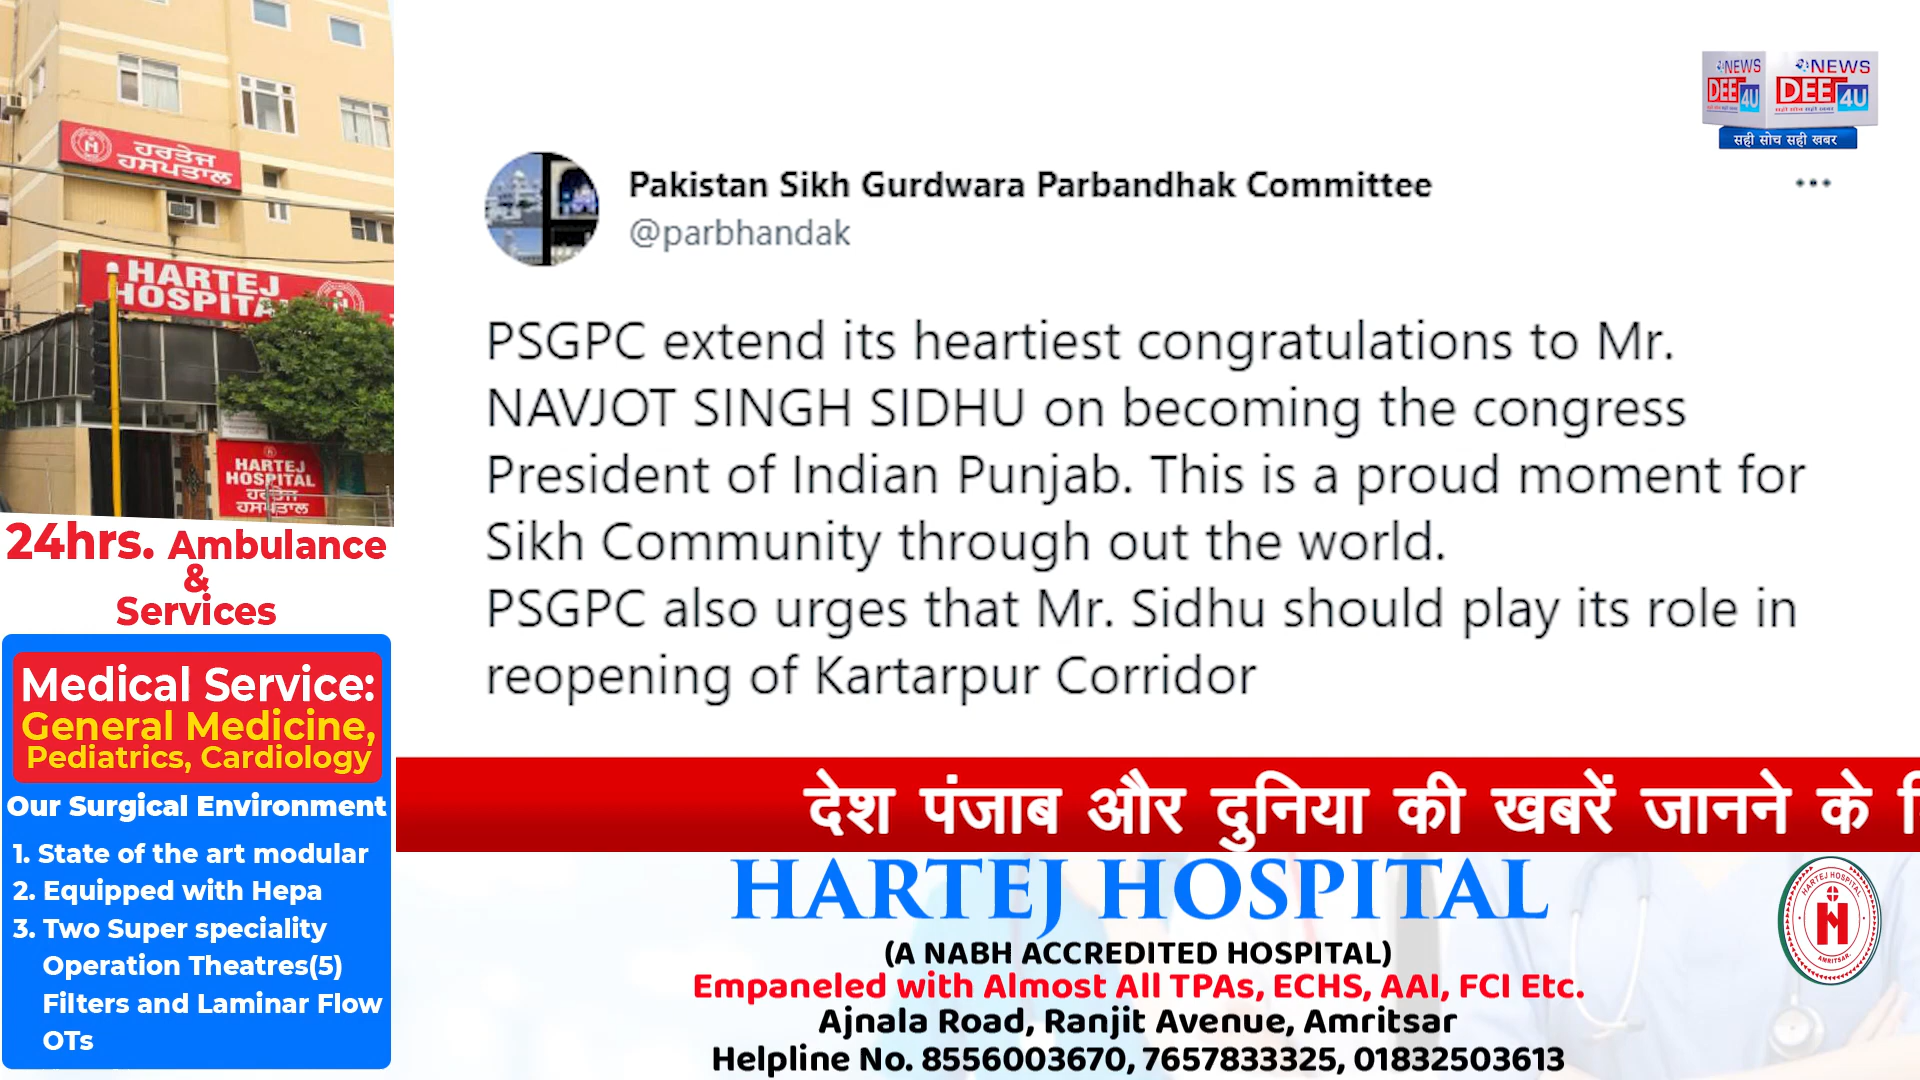 ਹਰਤੇਜ
ਹਸਪਤਾਲ
HARTEJ
HOSPITAL
HARTEJ
HOSPITAL
ਹਰਤੇਜ
ਹਸਪਤਾਲ
24hrs. Ambulance
&
Services
Medical Service:
General Medicine,
Pediatrics, Cardiology
Our Surgical Environment
1. State of the art modular
2. Equipped with Hepa
3. Two Super speciality
Operation Theatres(5)
Filters and Laminar Flow
OTs
NEWS
DEE 4U
NEWS
DEE 4U
सही सोच सही खबर
Pakistan Sikh Gurdwara Parbandhak Committee
@parbhandak
PSGPC extend its heartiest congratulations to Mr.
NAVJOT SINGH SIDHU on becoming the congress
President of Indian Punjab. This is a proud moment for
Sikh Community through out the world.
PSGPC also urges that Mr. Sidhu should play its role in
reopening of Kartarpur Corridor
देश पंजाब और दुनिया की खबरें जानने के
HARTEJ HOSPITAL
(A NABH ACCREDITED HOSPITAL)
Empaneled with Almost All TPAs, ECHS, AAI, FCI Etc.
Ajnala Road, Ranjit Avenue, Amritsar
Helpline No. 8556003670, 7657833325, 01832503613
HARTEJ HOSPITAL
AMRITSAR